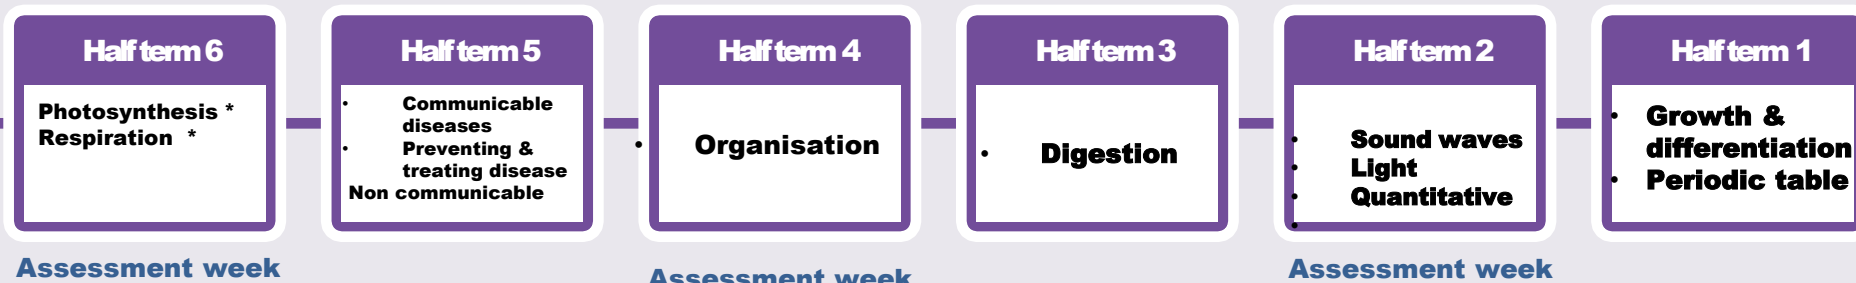 Half term 6
Photosynthesis *
Respiration *
Assessment week
Half term 5
• Communicable
diseases
• Preventing &
treating disease
Non communicable
Half term 4
• Organisation
Assessment week
Half term 3
• Digestion
Half term 2
• Sound waves
• Light
• Quantitative
•
Assessment week
Half term 1
• Growth &
differentiation
• Periodic table